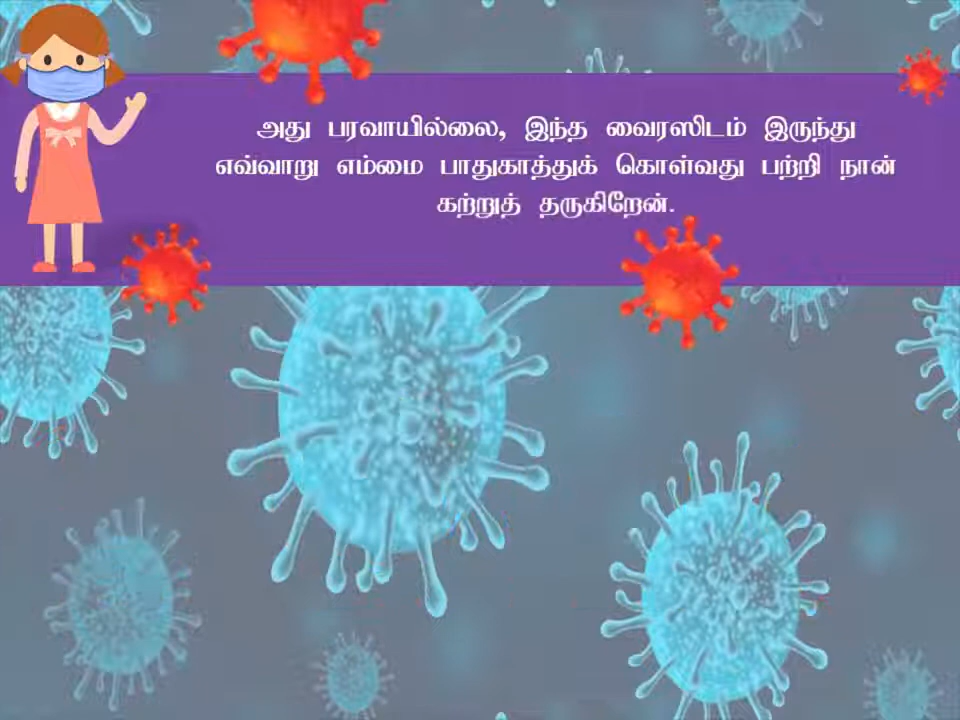 அது பரவாயில்லை, இந்த வைரஸிடம் இருந்து
எவ்வாறு எம்மை பாதுகாத்துக் கொள்வது பற்றி நான்
கற்றுத் தருகிறேன்.